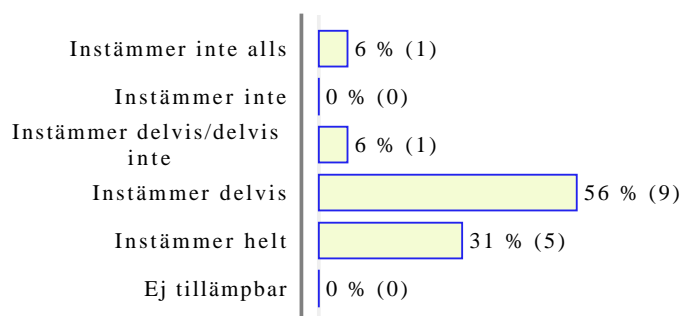 Instämmer inte alls 6 % (1)
Instämmer inte 0 % (0)
Instämmer delvis/delvis
inte 6 % (1)
Instämmer delvis 56 % (9)
Instämmer helt 31 % (5)
Ej tillämpbar 0 % (0)